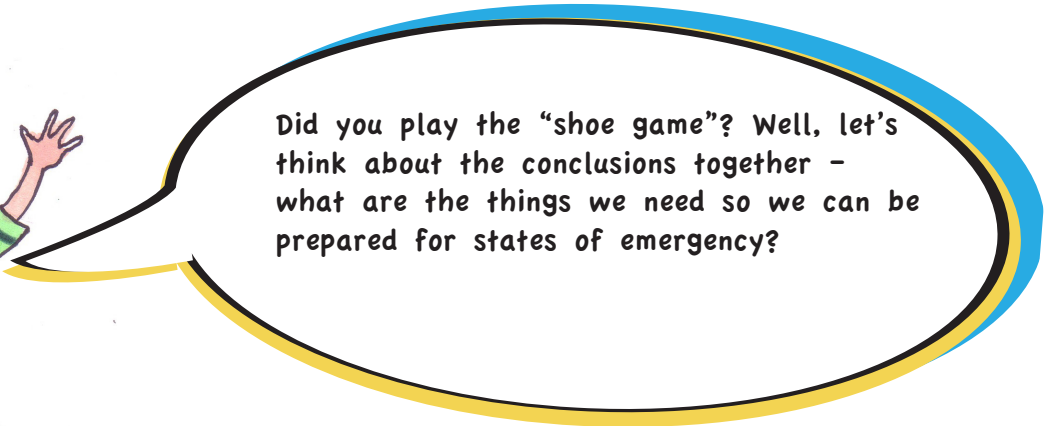 Did you play the “shoe game”? Well, let’s
think about the conclusions together –
what are the things we need so we can be
prepared for states of emergency?